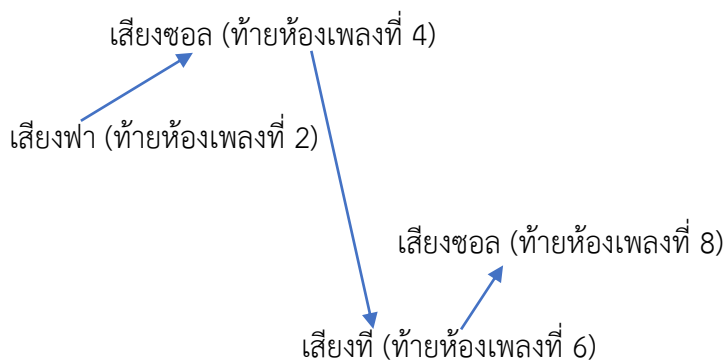 เสียงซอล (ท้ายห้องเพลงที่ 4)
เสียงฟา (ท้ายห้องเพลงที่ 2)
เสียงซอล (ท้ายห้องเพลงที่ 8)
เสียงที (ท้ายห้องเพลงที่ 6)